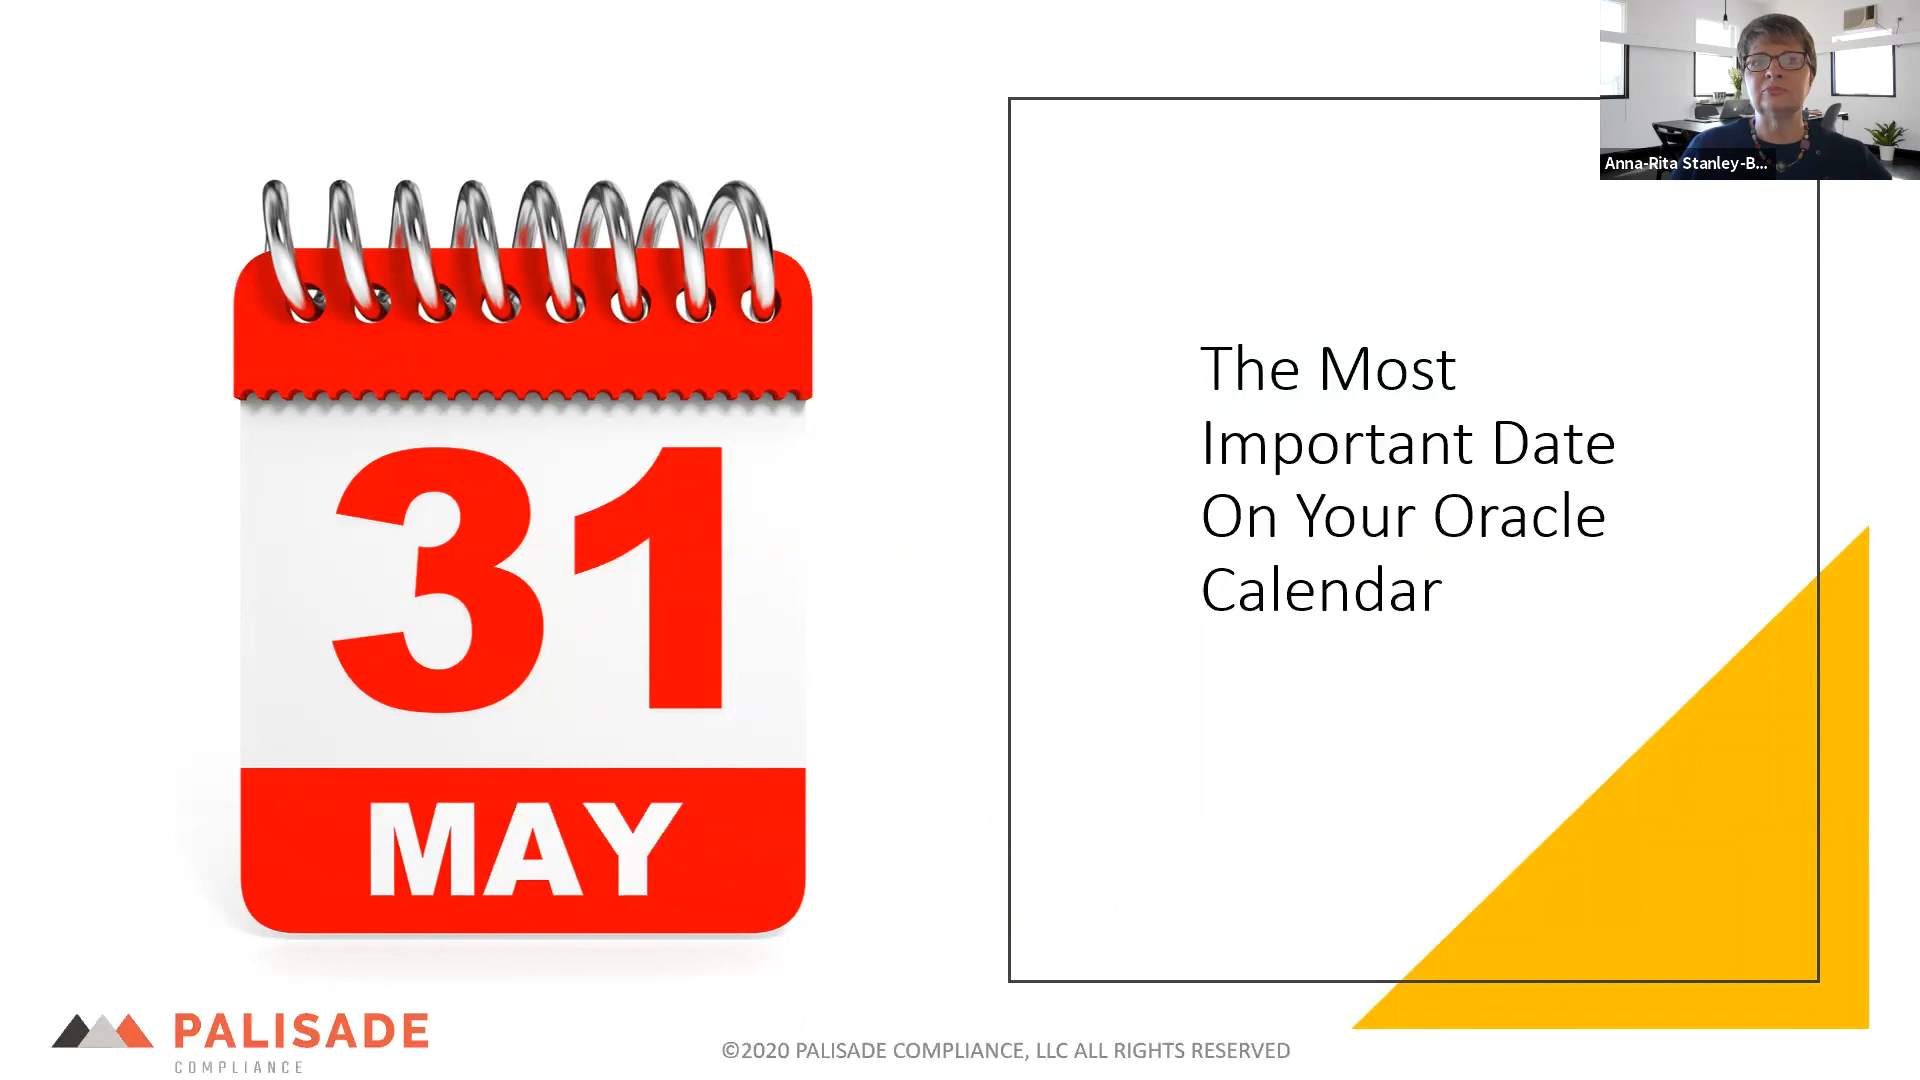 Anna-Rita Stanley-B...
31
MAY
The Most
Important Date
On Your Oracle
Calendar
PALISADE
COMPLIANCE
©2020 PALISADE COMPLIANCE, LLC ALL RIGHTS RESERVED